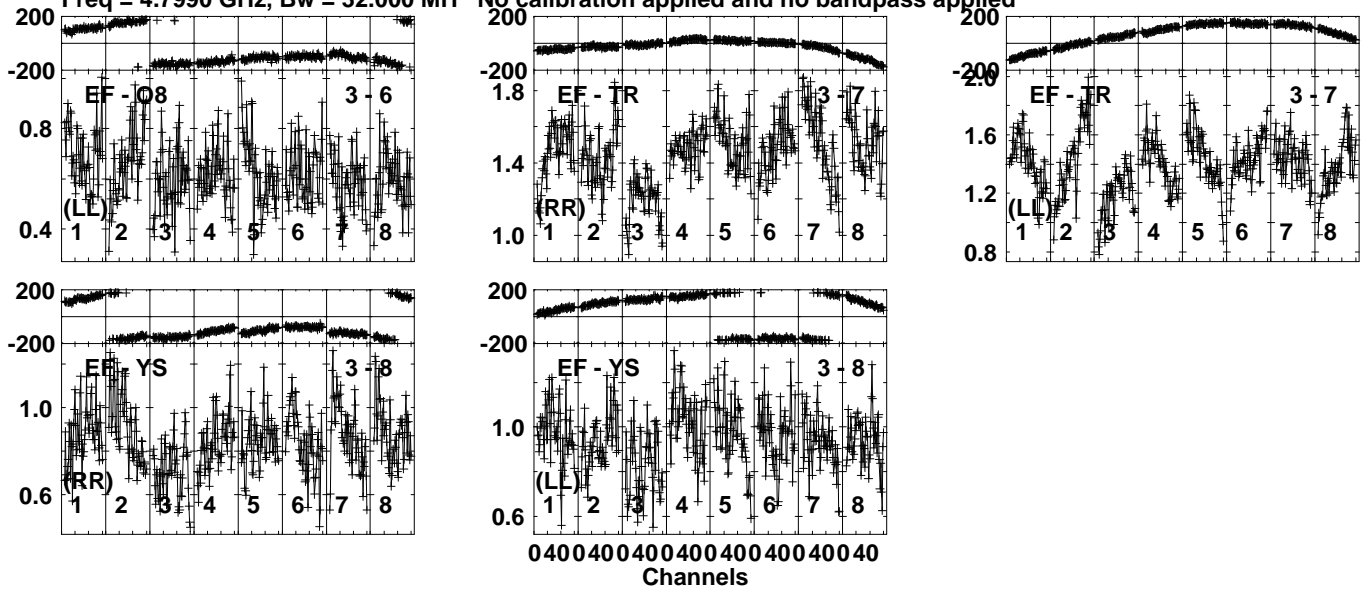 Freq = 4.7990 GHz, Bw = 32.000 MH No calibration applied and no bandpass applied
200
-200
EF - O8 3 - 6
0.8
0.4
(LL)
1 2 3 4 5 6 7 8
200
-200
EF - TR 3 - 7
1.8
1.4
1.0
(RR)
1 2 3 4 5 6 7 8
200
-200
2.0
EF - TR 3 - 7
1.6
1.2
0.8
(LL)
1 2 3 4 5 6 7 8
200
-200
EF - YS 3 - 8
1.0
0.6
(RR)
1 2 3 4 5 6 7 8
200
-200
EF - YS 3 - 8
1.0
0.6
(LL)
1 2 3 4 5 6 7 8
0 40 0 40 0 40 0 40 0 40 0 40 0 40 0 40
Channels